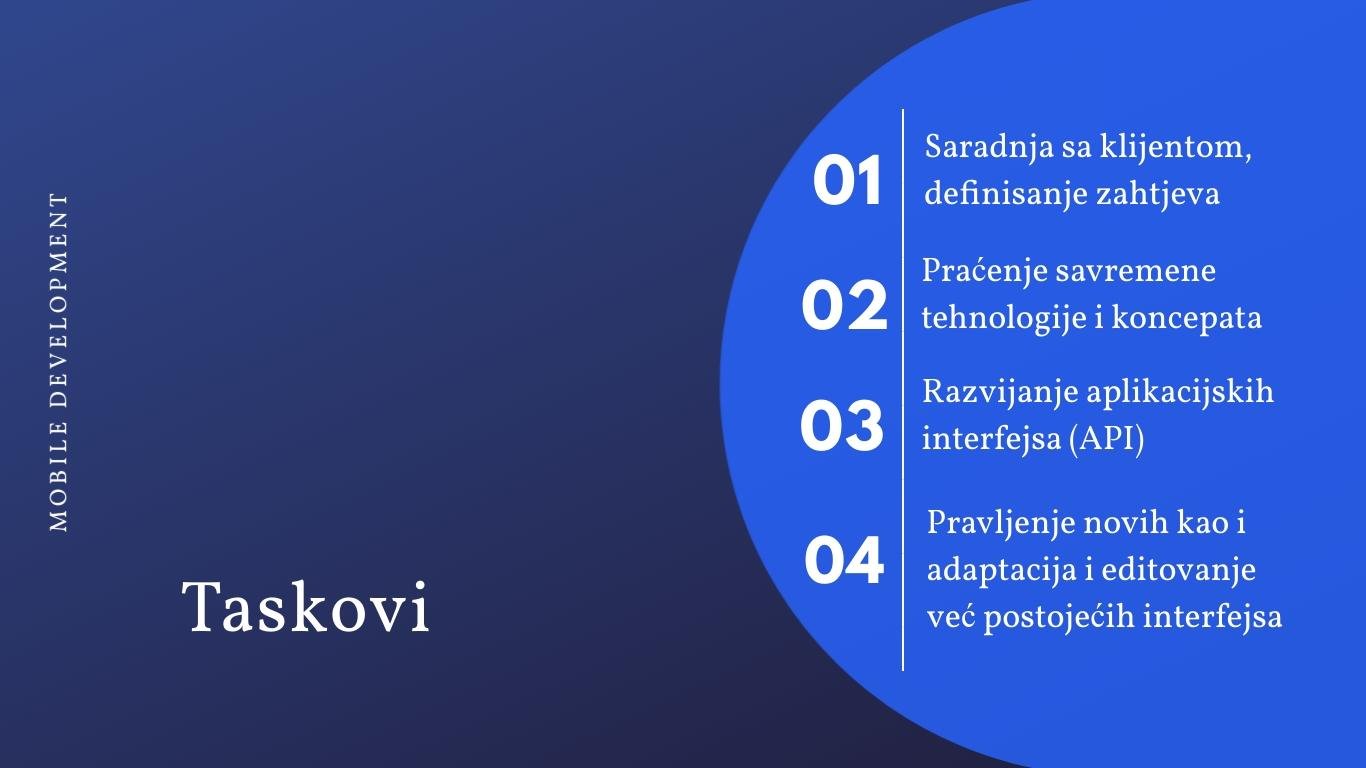 MOBILE DEVELOPMENT
Taskovi
01
Saradnja sa klijentom,
definisanje zahtjeva
02
Praćenje savremene
tehnologije i koncepata
03
Razvijanje aplikacijskih
interfejsa (API)
04
Pravljenje novih kao i
adaptacija i editovanje
već postojećih interfejsa